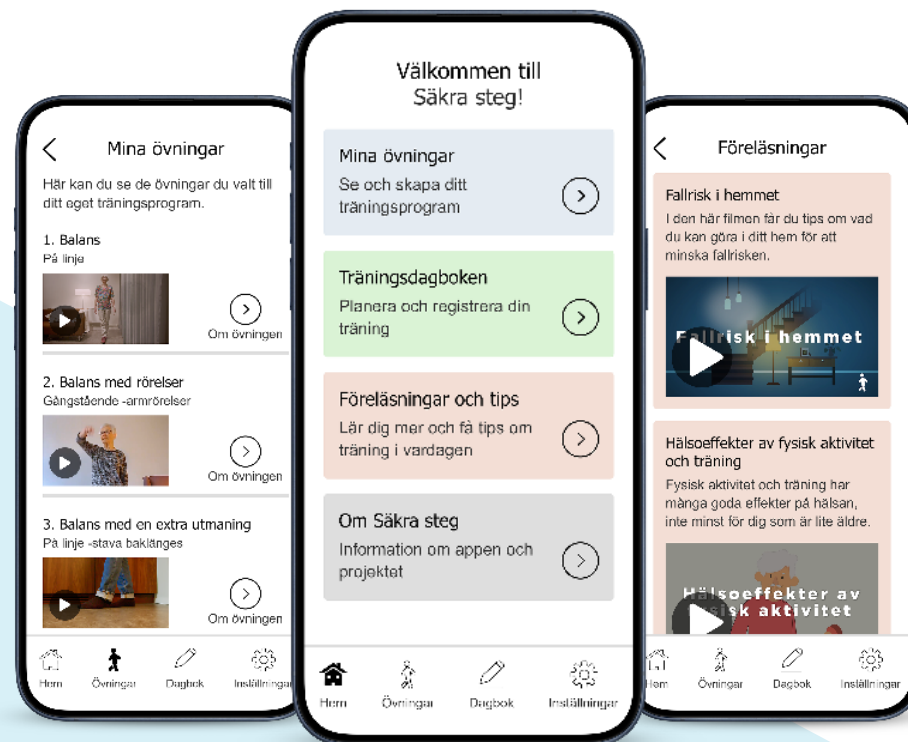 Mina övningar
Här kan du se de övningar du valt till
ditt eget träningsprogram.
1. Balans
På linje
Om övningen
2. Balans med rörelser
Gångstående -armrörelser
Om övningen
3. Balans med en extra utmaning
På linje -stava baklänges
Om övningen
Hem
Övningar
Dagbok
Inställningar
Välkommen till
Säkra steg!
Mina övningar
Se och skapa ditt
träningsprogram
Träningsdagboken
Planera och registrera din
träning
Föreläsningar och tips
Lär dig mer och få tips om
träning i vardagen
Om Säkra steg
Information om appen och
projektet
Hem
Övningar
Dagbok
Inställningar
Föreläsningar
Fallrisk i hemmet
I den här filmen får du tips om vad
du kan göra i ditt hem för att
minska fallrisken.
Fallrisk i hemmet
Hälsoeffekter av fysisk aktivitet
och träning
Fysisk aktivitet och träning har
många goda effekter på hälsan,
inte minst för dig som är lite äldre.
Hälsoeffekter av
fysisk aktivitet
Hem
Övningar
Dagbok
Inställningar